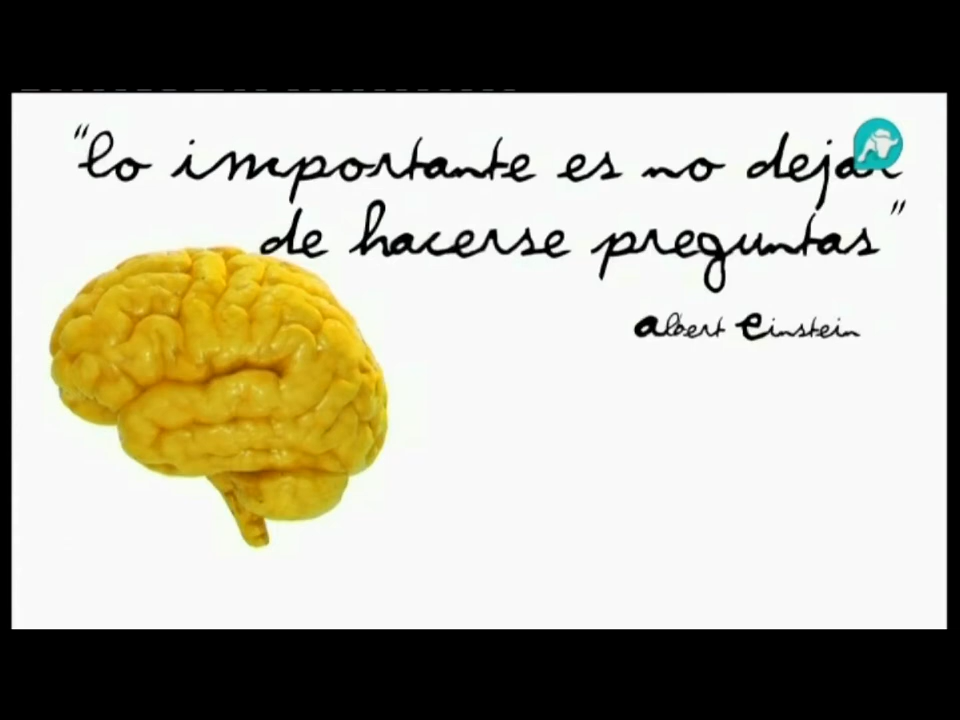 "lo importante es no dejar
de hacerse preguntas"
albert einstein